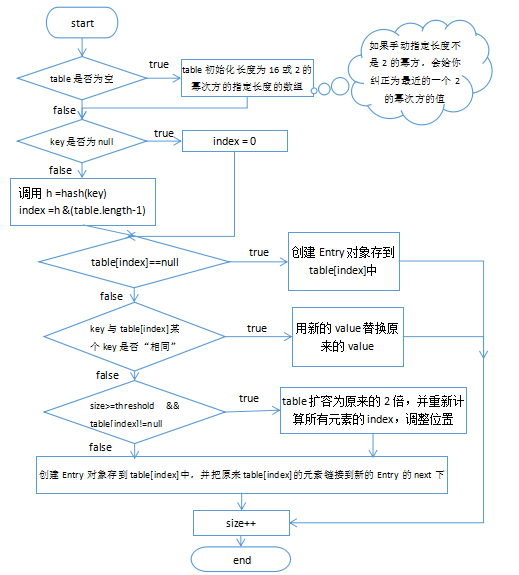 start
table 是否为空
true
table 初始化长度为 16 或 2 的
幂次方的指定长度的数组
如果手动指定长度不
是 2 的幂方，会给你
纠正为最近的一个 2
的幂次方的值
false
key 是否为 null
true
index = 0
false
调用 h =hash(key)
index =h &(table.length-1)
table[index]==null
true
创建 Entry 对象存到
table[index]中
false
key 与 table[index]某
个 key 是否“相同”
true
用新的 value 替换原
来的 value
false
size>=threshold &&
table[index]!=null
true
table 扩容为原来的 2 倍，并重新计
算所有元素的 index，调整位置
false
创建 Entry 对象存到 table[index]中，并把原来 table[index]的元素链接到新的 Entry 的 next 下
size++
end